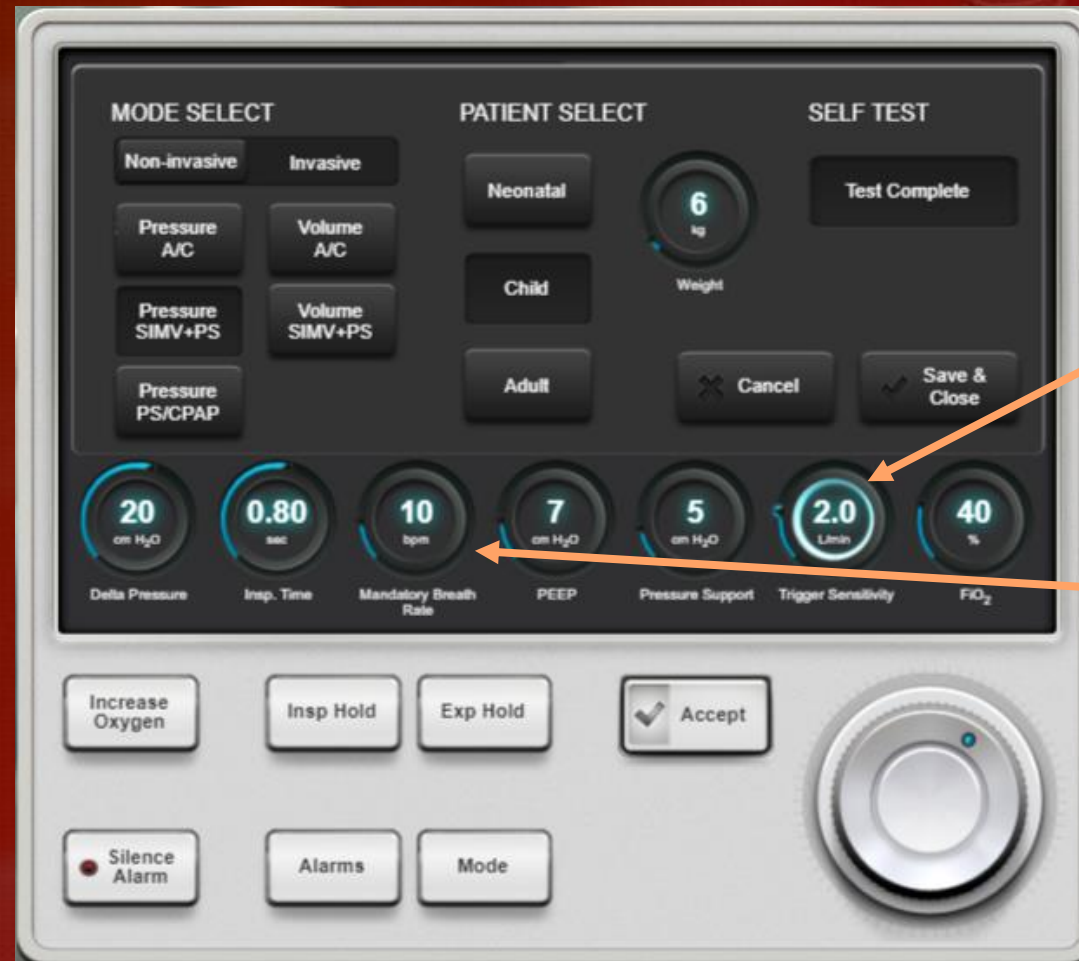 MODE SELECT
Non-invasive
Invasive
Pressure
A/C
Volume
A/C
Pressure
SIMV+PS
Volume
SIMV+PS
Pressure
PS/CPAP
PATIENT SELECT
Neonatal
Child
Adult
6
kg
Weight
SELF TEST
Test Complete
Cancel
Save &
Close
20
cm H₂O
Delta Pressure
0.80
sec
Insp. Time
10
bpm
Mandatory Breath
Rate
7
cm H₂O
PEEP
5
cm H₂O
Pressure Support
2.0
L/min
Trigger Sensitivity
40
%
FiO₂
Increase
Oxygen
Insp Hold
Exp Hold
Accept
Silence
Alarm
Alarms
Mode